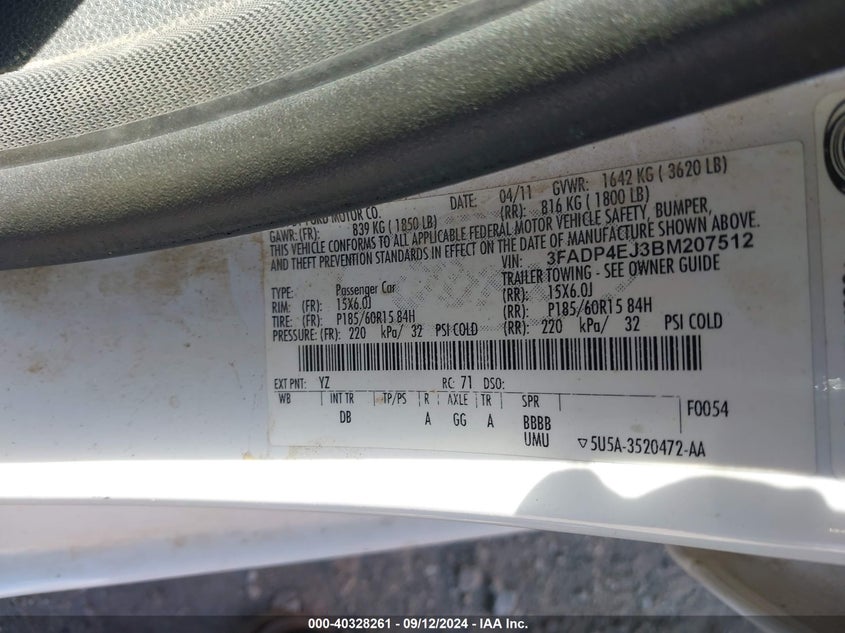 FORD MOTOR CO.
DATE: 04/11 GVWR: 1642 KG ( 3620 LB)
GAWR: (FR): 839 KG ( 1850 LB) (RR): 816 KG ( 1800 LB)
THIS VEHICLE CONFORMS TO ALL APPLICABLE FEDERAL MOTOR VEHICLE SAFETY, BUMPER,
AND THEFT PREVENTION STANDARDS IN EFFECT ON THE DATE OF MANUFACTURE SHOWN ABOVE.
VIN: 3FADP4EJ3BM207512
TYPE: Passenger Car TRAILER TOWING - SEE OWNER GUIDE
RIM: (FR): 15X6.0J (RR): 15X6.0J
TIRE: (FR): P185/60R15 84H (RR): P185/60R15 84H
PRESSURE: (FR): 220 kPa/ 32 PSI COLD (RR): 220 kPa/ 32 PSI COLD
EXT PNT: YZ RC: 71 DSO:
WB INT TR TP/PS R AXLE TR SPR F0054
DB A GG A BBBB
UMU ▽5U5A-3520472-AA
000-40328261 - 09/12/2024 - IAA Inc.